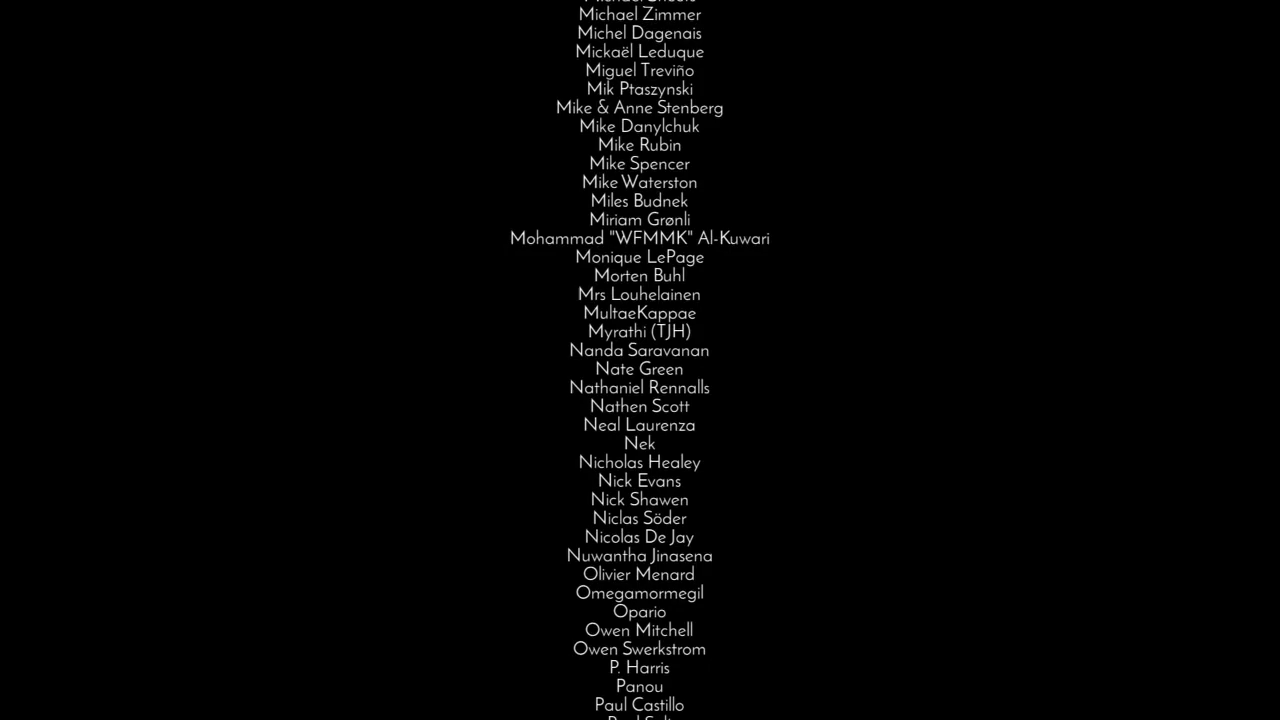 Michael Zimmer
Michel Dagenais
Mickaël Leduque
Miguel Treviño
Mik Ptaszynski
Mike & Anne Stenberg
Mike Danylchuk
Mike Rubin
Mike Spencer
Mike Waterston
Miles Budnek
Miriam Grønli
Mohammad "WFMMK" Al-Kuwari
Monique LePage
Morten Buhl
Mrs Louhelainen
MultaeKappae
Myrathi (TJH)
Nanda Saravanan
Nate Green
Nathaniel Rennalls
Nathen Scott
Neal Laurenza
Nek
Nicholas Healey
Nick Evans
Nick Shawen
Niclas Söder
Nicolas De Jay
Nuwantha Jinasena
Olivier Menard
Omegamormegil
Opario
Owen Mitchell
Owen Swerkstrom
P. Harris
Panou
Paul Castillo